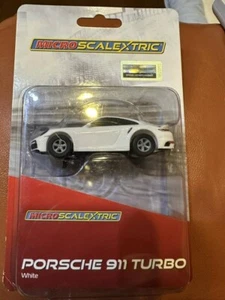 MICRO SCALEXTRIC
MICRO SCALEXTRIC
PORSCHE 911 TURBO
White